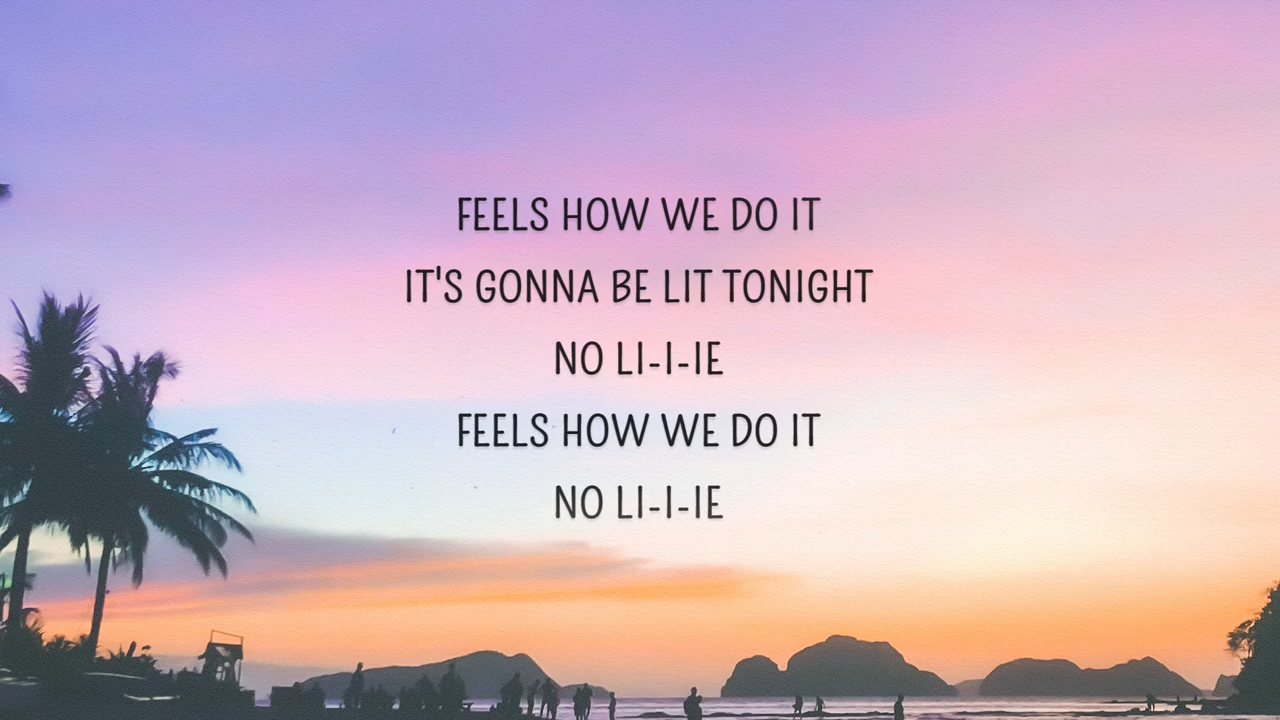 FEELS HOW WE DO IT
IT'S GONNA BE LIT TONIGHT
NO LI-I-IE
FEELS HOW WE DO IT
NO LI-I-IE